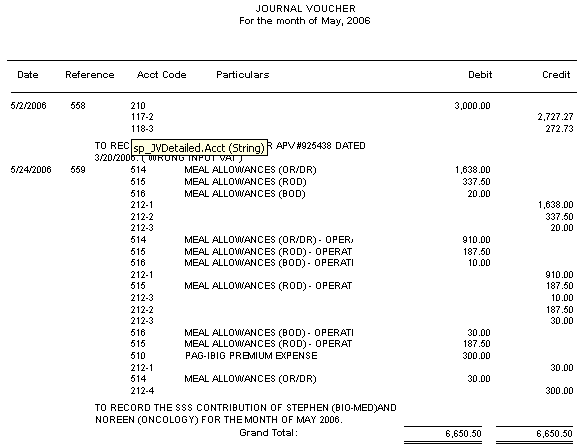 JOURNAL VOUCHER
For the month of May, 2006
Date Reference Acct Code Particulars Debit Credit
5/2/2006 558 210 3,000.00
117-2 2,727.27
118-3 272.73
TO REC sp_JVDetailed.Acct (String) R APV#925438 DATED
3/20/2006. ( WRONG INPUT VAT )
5/24/2006 559 514 MEAL ALLOWANCES (OR/DR) 1,638.00
515 MEAL ALLOWANCES (ROD) 337.50
516 MEAL ALLOWANCES (BOD) 20.00
212-1 1,638.00
212-2 337.50
212-3 20.00
514 MEAL ALLOWANCES (OR/DR) - OPER/ 910.00
515 MEAL ALLOWANCES (ROD) - OPERAT 187.50
516 MEAL ALLOWANCES (BOD) - OPERATI 10.00
212-1 910.00
515 MEAL ALLOWANCES (ROD) - OPERAT 187.50
212-3 10.00
212-2 187.50
212-3 30.00
516 MEAL ALLOWANCES (BOD) - OPERATI 30.00
515 MEAL ALLOWANCES (ROD) - OPERAT 187.50
510 PAG-IBIG PREMIUM EXPENSE 300.00
212-1 30.00
514 MEAL ALLOWANCES (OR/DR) 30.00
212-4 300.00
TO RECORD THE SSS CONTRIBUTION OF STEPHEN (BIO-MED)AND
NOREEN (ONCOLOGY) FOR THE MONTH OF MAY 2006.
Grand Total: 6,650.50 6,650.50